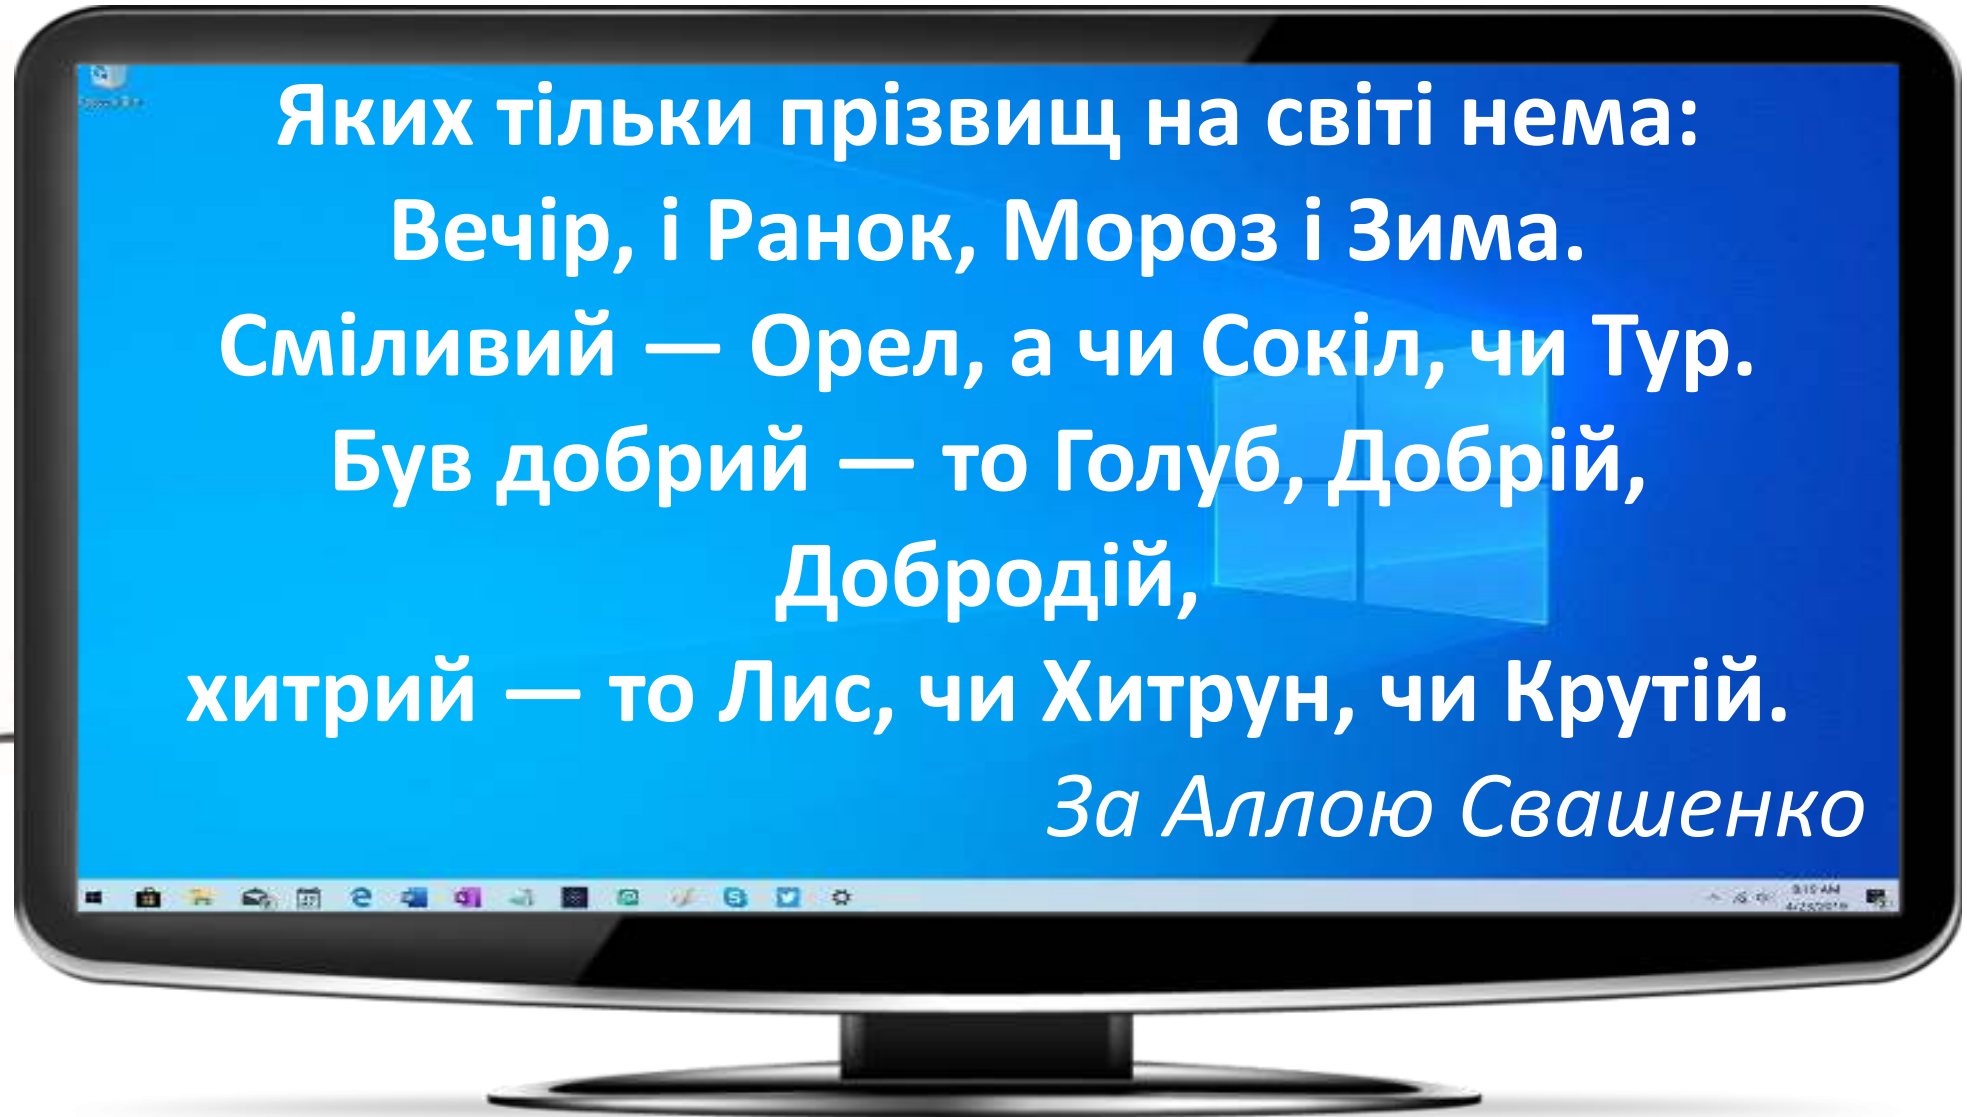 Яких тільки прізвищ на світі нема:
Вечір, і Ранок, Мороз і Зима.
Сміливий — Орел, а чи Сокіл, чи Тур.
Був добрий — то Голуб, Добрій,
Добродій,
хитрий — то Лис, чи Хитрун, чи Крутій.
За Аллою Свашенко